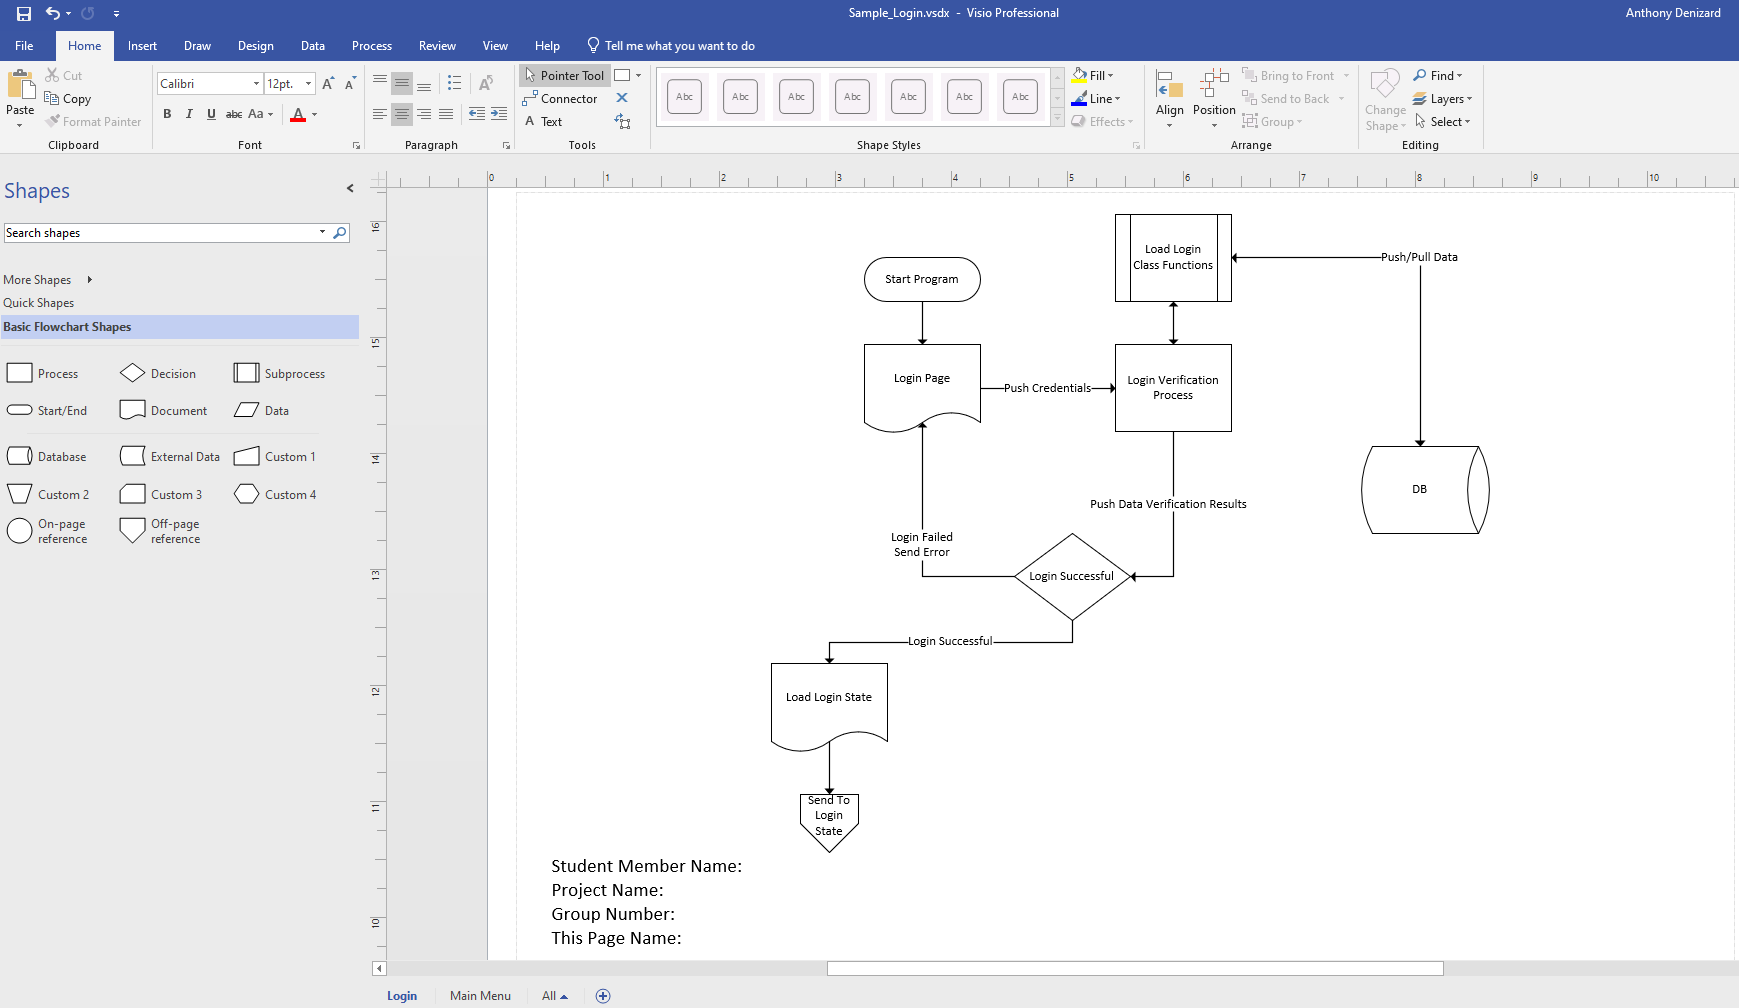 Sample_Login.vsdx - Visio Professional
Anthony Denizard
File Home Insert Draw Design Data Process Review View Help Tell me what you want to do
Paste
Cut
Copy
Format Painter
Clipboard
Calibri 12pt. A A
B I U abc Aa A
Font
Paragraph
Pointer Tool
Connector
A Text
Tools
Abc Abc Abc Abc Abc Abc Abc
Shape Styles
Fill
Line
Effects
Align
Position
Bring to Front
Send to Back
Group
Arrange
Change
Shape
Find
Layers
Select
Editing
Shapes
Search shapes
More Shapes
Quick Shapes
Basic Flowchart Shapes
Process Decision Subprocess
Start/End Document Data
Database External Data Custom 1
Custom 2 Custom 3 Custom 4
On-page
reference
Off-page
reference
0 1 2 3 4 5 6 7 8 9 10
16
15
14
13
12
11
10
Load Login
Class Functions
Push/Pull Data
Start Program
Login Page
Push Credentials
Login Verification
Process
DB
Push Data Verification Results
Login Failed
Send Error
Login Successful
Login Successful
Load Login State
Send To
Login
State
Student Member Name:
Project Name:
Group Number:
This Page Name:
Login Main Menu All